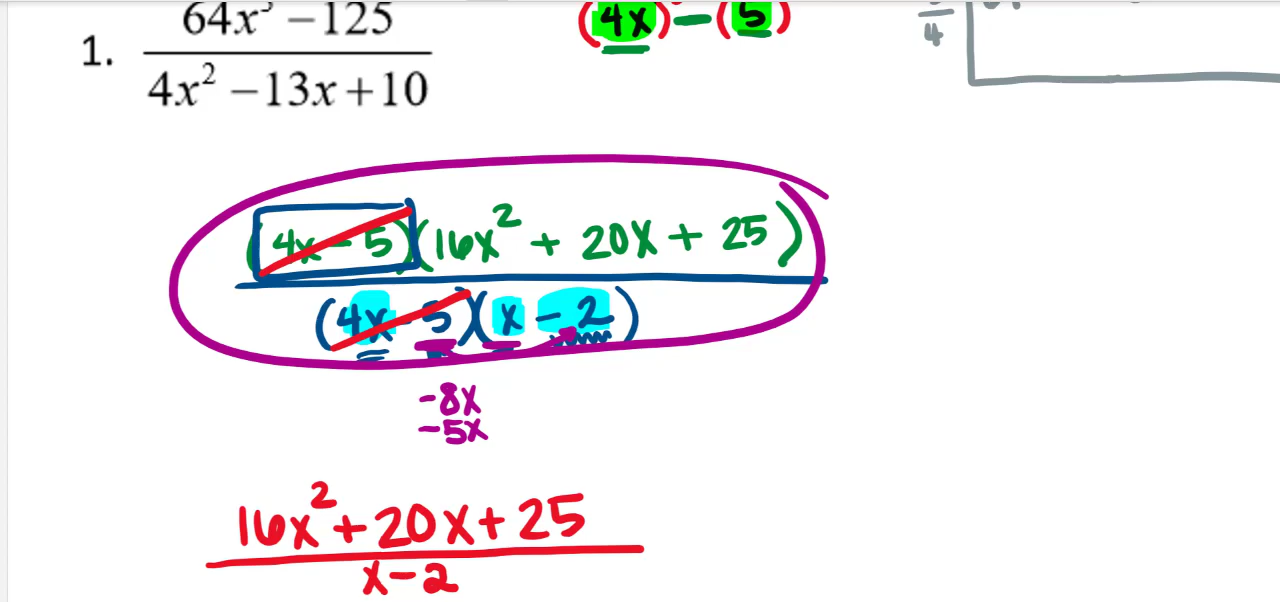 64x³ −125
(4x) − (5)
1.
4x² −13x+10
4
(4x − 5)(16x² + 20x + 25)
(4x − 5)(x − 2)
-8x
-5x
16x² + 20x + 25
x − 2